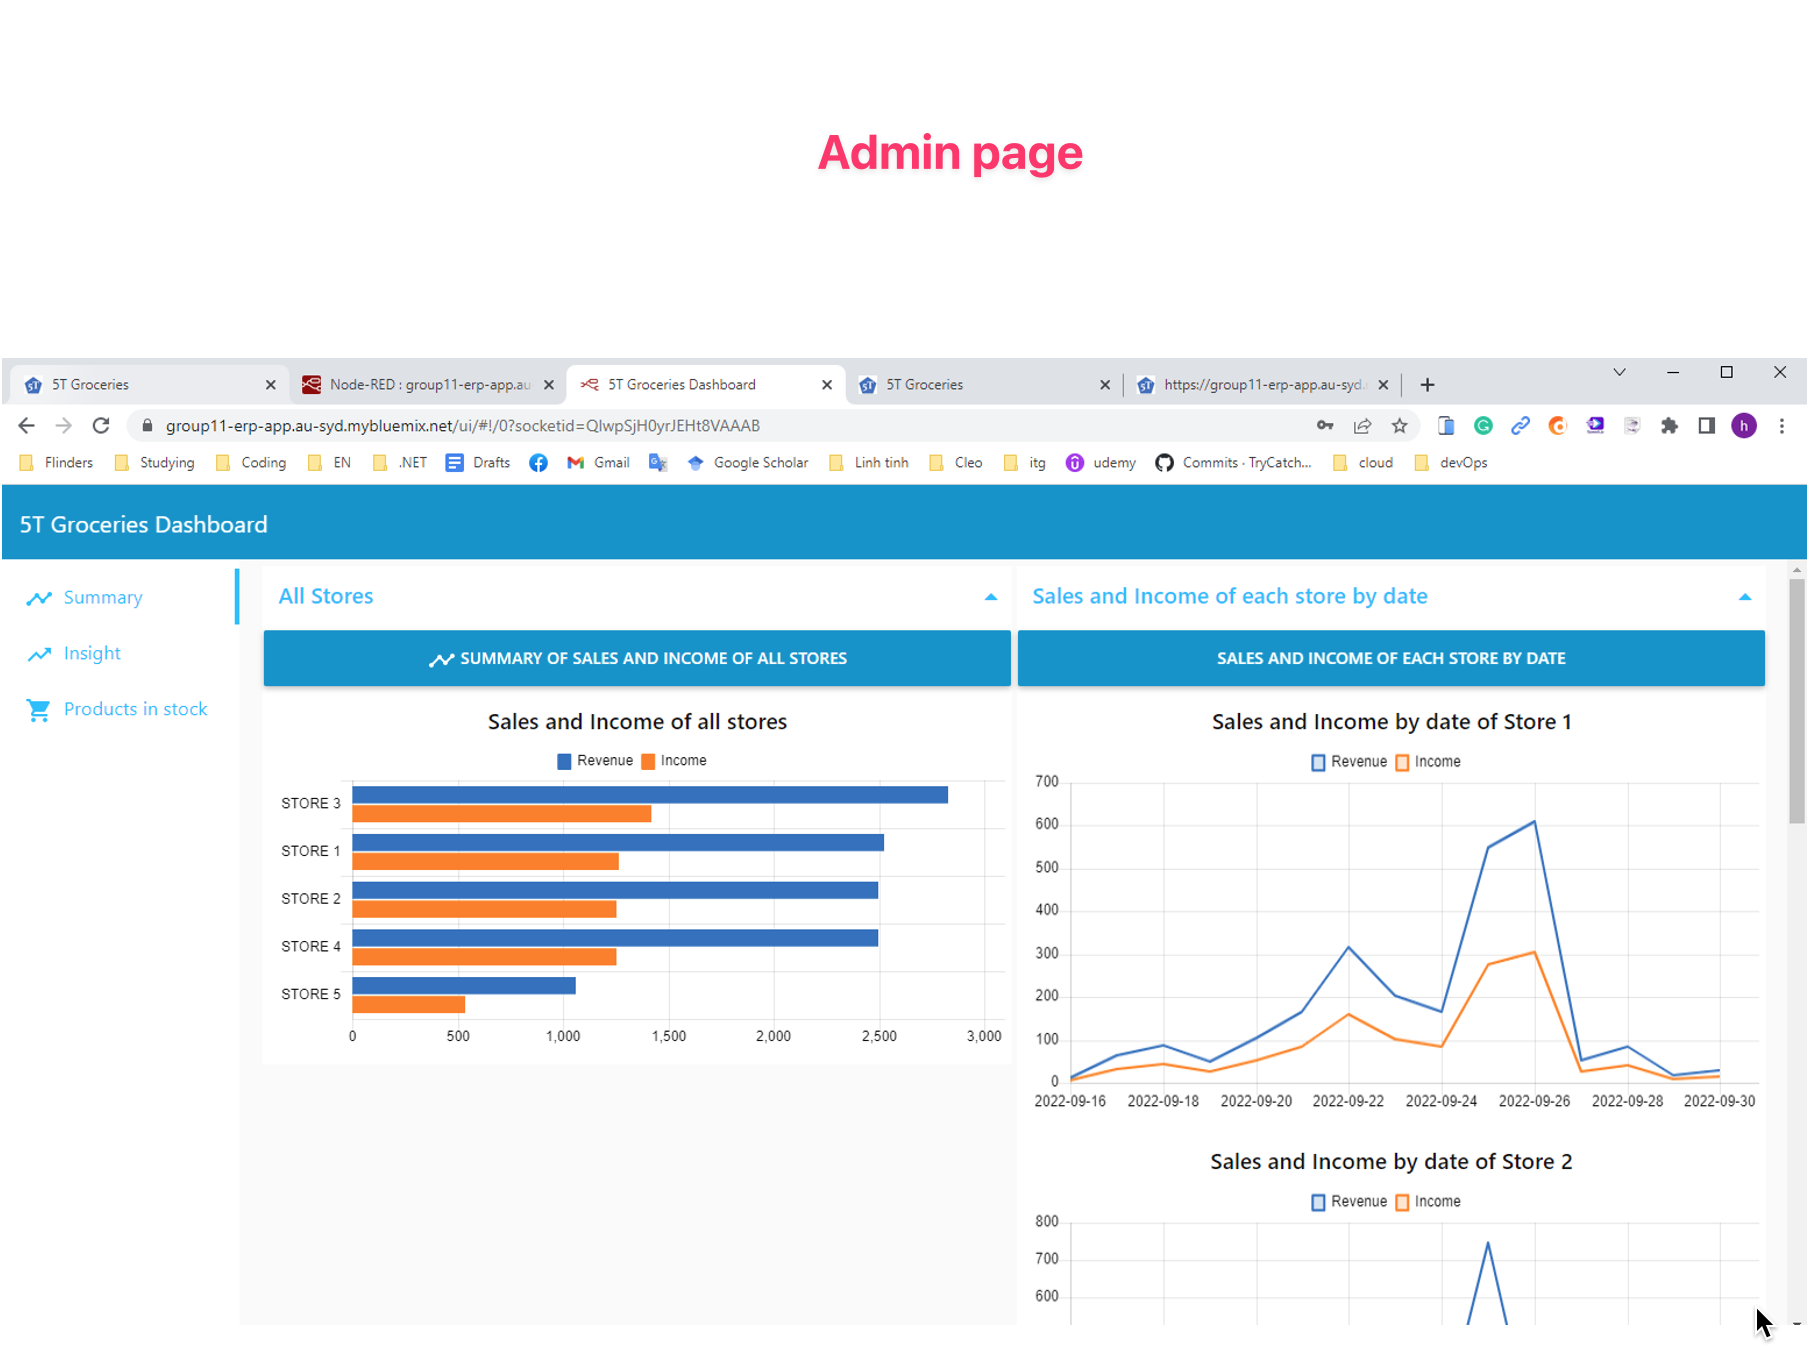 Admin page
5T Groceries
Node-RED : group11-erp-app.au-
5T Groceries Dashboard
5T Groceries
https://group11-erp-app.au-syd.
group11-erp-app.au-syd.mybluemix.net/ui/#!/0?socketid=QlwpSjH0yrJEHt8VAAAB
h
Flinders
Studying
Coding
EN
.NET
Drafts
Gmail
Google Scholar
Linh tinh
Cleo
itg
udemy
Commits · TryCatch...
cloud
devOps
5T Groceries Dashboard
Summary
Insight
Products in stock
All Stores
SUMMARY OF SALES AND INCOME OF ALL STORES
Sales and Income of all stores
Revenue Income
STORE 3
STORE 1
STORE 2
STORE 4
STORE 5
0 500 1,000 1,500 2,000 2,500 3,000
Sales and Income of each store by date
SALES AND INCOME OF EACH STORE BY DATE
Sales and Income by date of Store 1
Revenue Income
700
600
500
400
300
200
100
0
2022-09-16 2022-09-18 2022-09-20 2022-09-22 2022-09-24 2022-09-26 2022-09-28 2022-09-30
Sales and Income by date of Store 2
Revenue Income
800
700
600